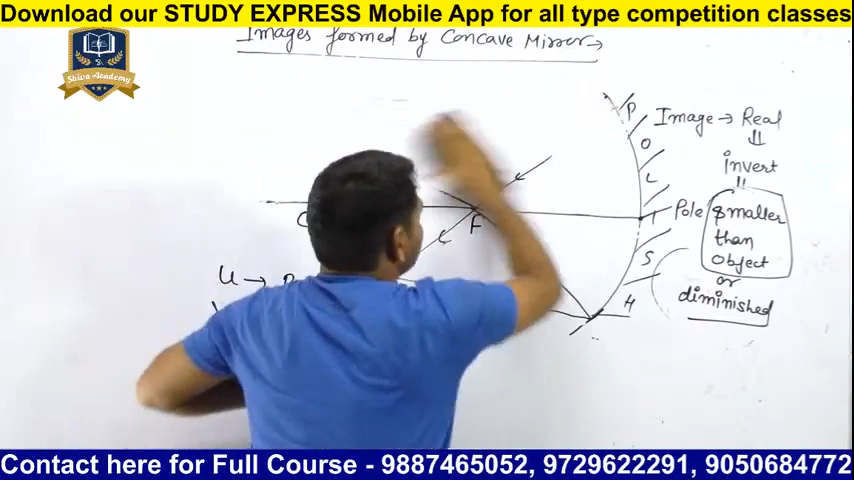 Download our STUDY EXPRESS Mobile App for all type competition classes
Images formed by Concave Mirror→
Shiva Academy
Image → Real
invert
Pole
smaller
than
object
or
diminished
P
O
L
I
S
H
C
F
U →
Contact here for Full Course - 9887465052, 9729622291, 9050684772